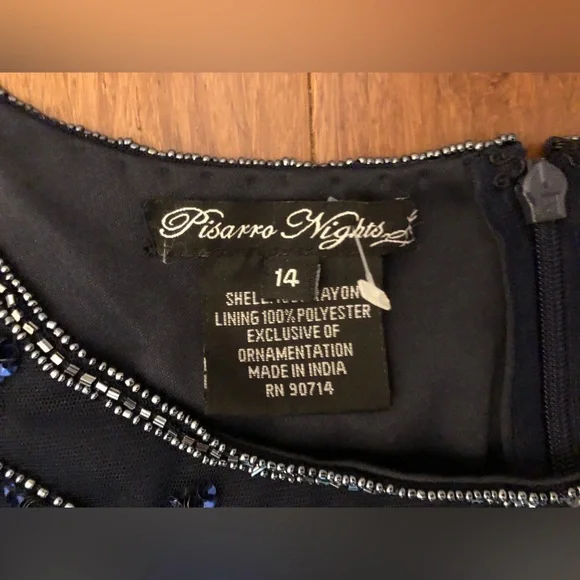 Pisarro Nights
14
SHELL RAYON
LINING 100% POLYESTER
EXCLUSIVE OF
ORNAMENTATION
MADE IN INDIA
RN 90714